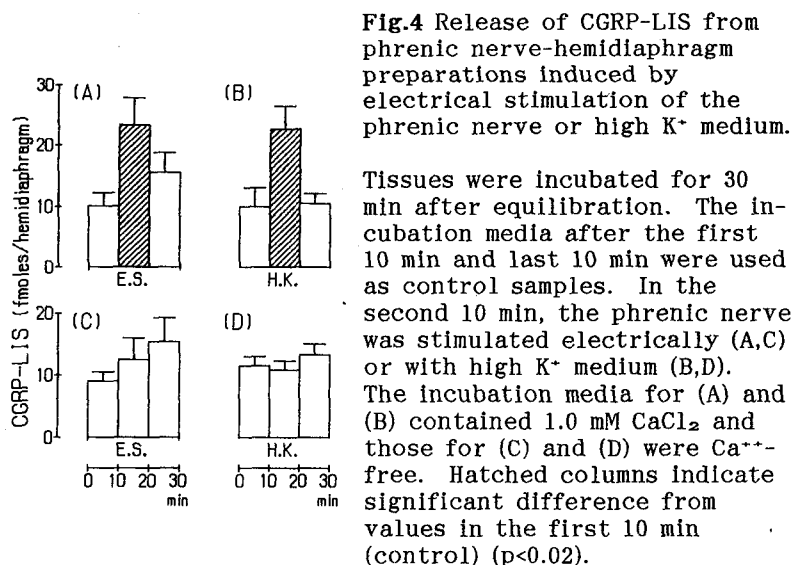 Fig.4 Release of CGRP-LIS from
phrenic nerve-hemidiaphragm
preparations induced by
electrical stimulation of the
phrenic nerve or high K⁺ medium.
Tissues were incubated for 30
min after equilibration. The in-
cubation media after the first
10 min and last 10 min were used
as control samples. In the
second 10 min, the phrenic nerve
was stimulated electrically (A,C)
or with high K⁺ medium (B,D).
The incubation media for (A) and
(B) contained 1.0 mM CaCl₂ and
those for (C) and (D) were Ca⁺⁺-
free. Hatched columns indicate
significant difference from
values in the first 10 min
(control) (p<0.02).
CGRP-LIS (fmoles/hemidiaphragm)
30
20
10
0
(A)
E.S.
(B)
H.K.
20
10
0
(C)
E.S.
(D)
H.K.
0 10 20 30
min
0 10 20 30
min